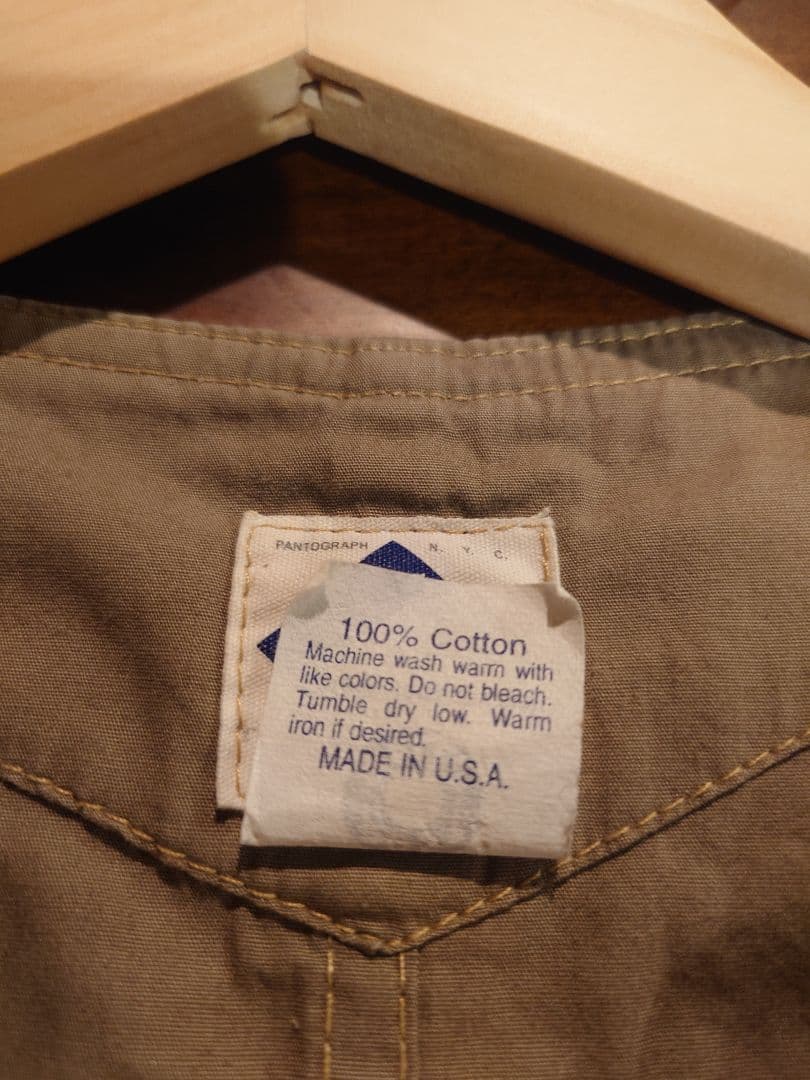 PANTOGRAPH N. Y. C.
100% Cotton
Machine wash warm with
like colors. Do not bleach.
Tumble dry low. Warm
iron if desired.
MADE IN U.S.A.